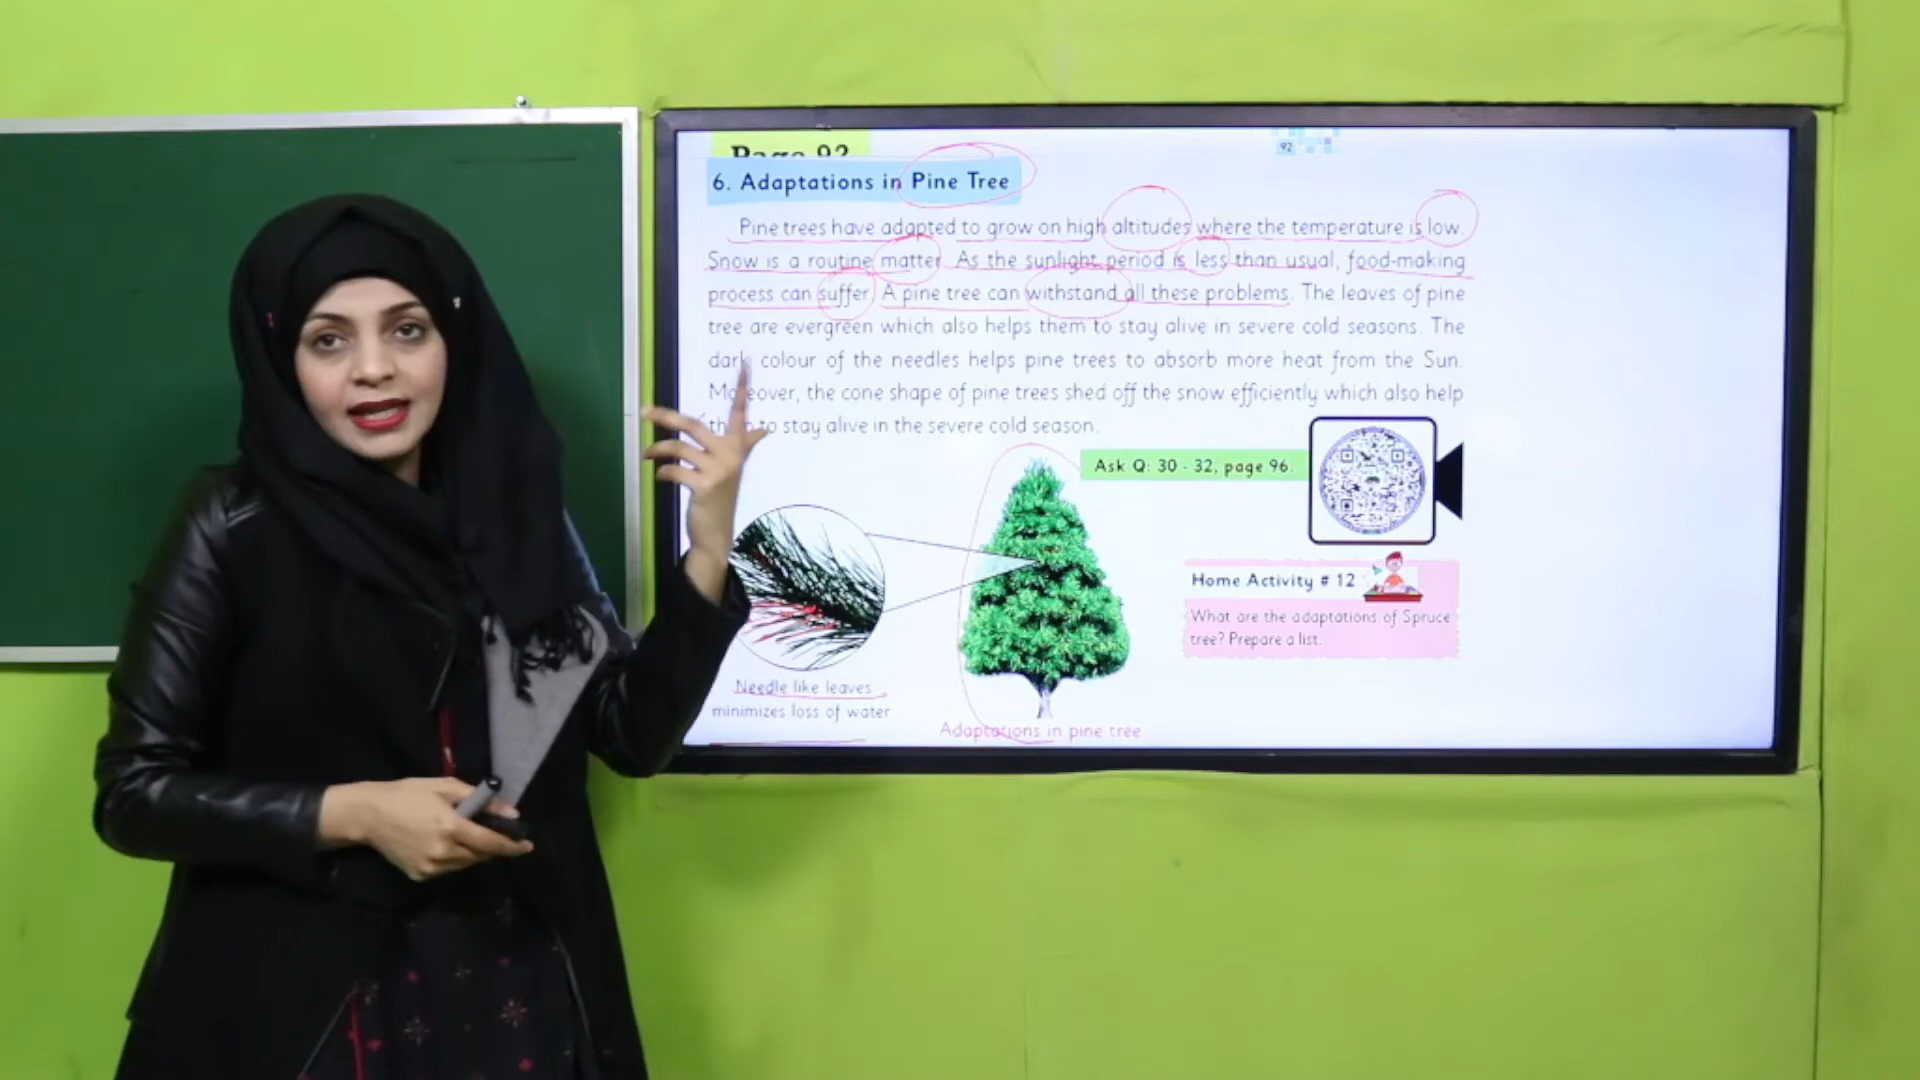 Page 92
92
6. Adaptations in Pine Tree
Pine trees have adapted to grow on high altitudes where the temperature is low.
Snow is a routine matter. As the sunlight period is less than usual, food-making
process can suffer. A pine tree can withstand all these problems. The leaves of pine
tree are evergreen which also helps them to stay alive in severe cold seasons. The
dark colour of the needles helps pine trees to absorb more heat from the Sun.
Moreover, the cone shape of pine trees shed off the snow efficiently which also help
them to stay alive in the severe cold season.
Ask Q: 30 - 32, page 96.
Home Activity # 12
What are the adaptations of Spruce
tree? Prepare a list.
Needle like leaves
minimizes loss of water
Adaptations in pine tree